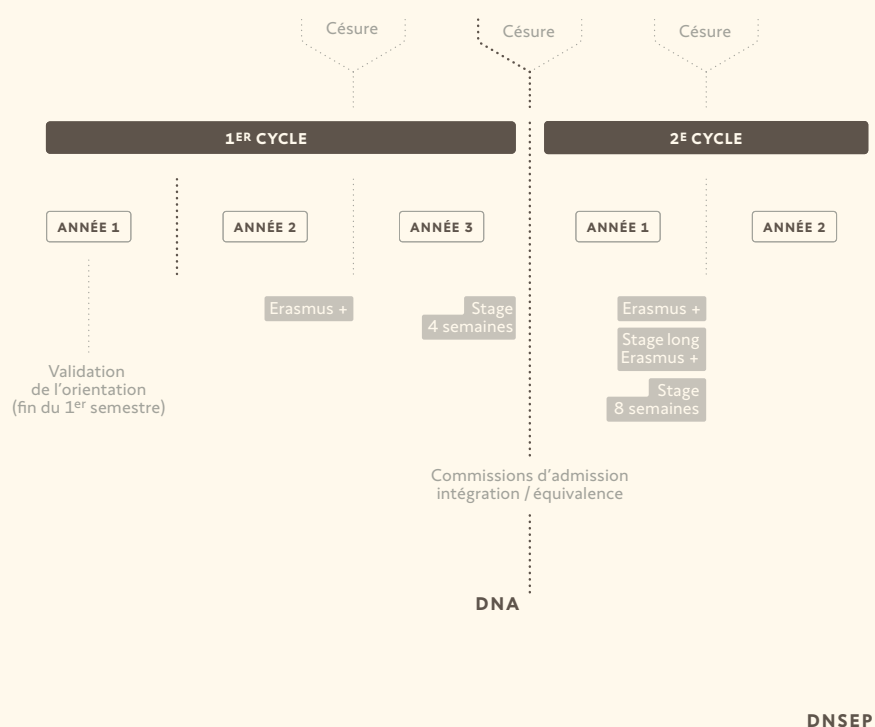 Césure
Césure
Césure
1ER CYCLE
2E CYCLE
ANNÉE 1
ANNÉE 2
ANNÉE 3
ANNÉE 1
ANNÉE 2
Erasmus +
Stage
4 semaines
Erasmus +
Stage long
Erasmus +
Stage
8 semaines
Validation
de l’orientation
(fin du 1er semestre)
Commissions d’admission
intégration / équivalence
DNA
DNSEP